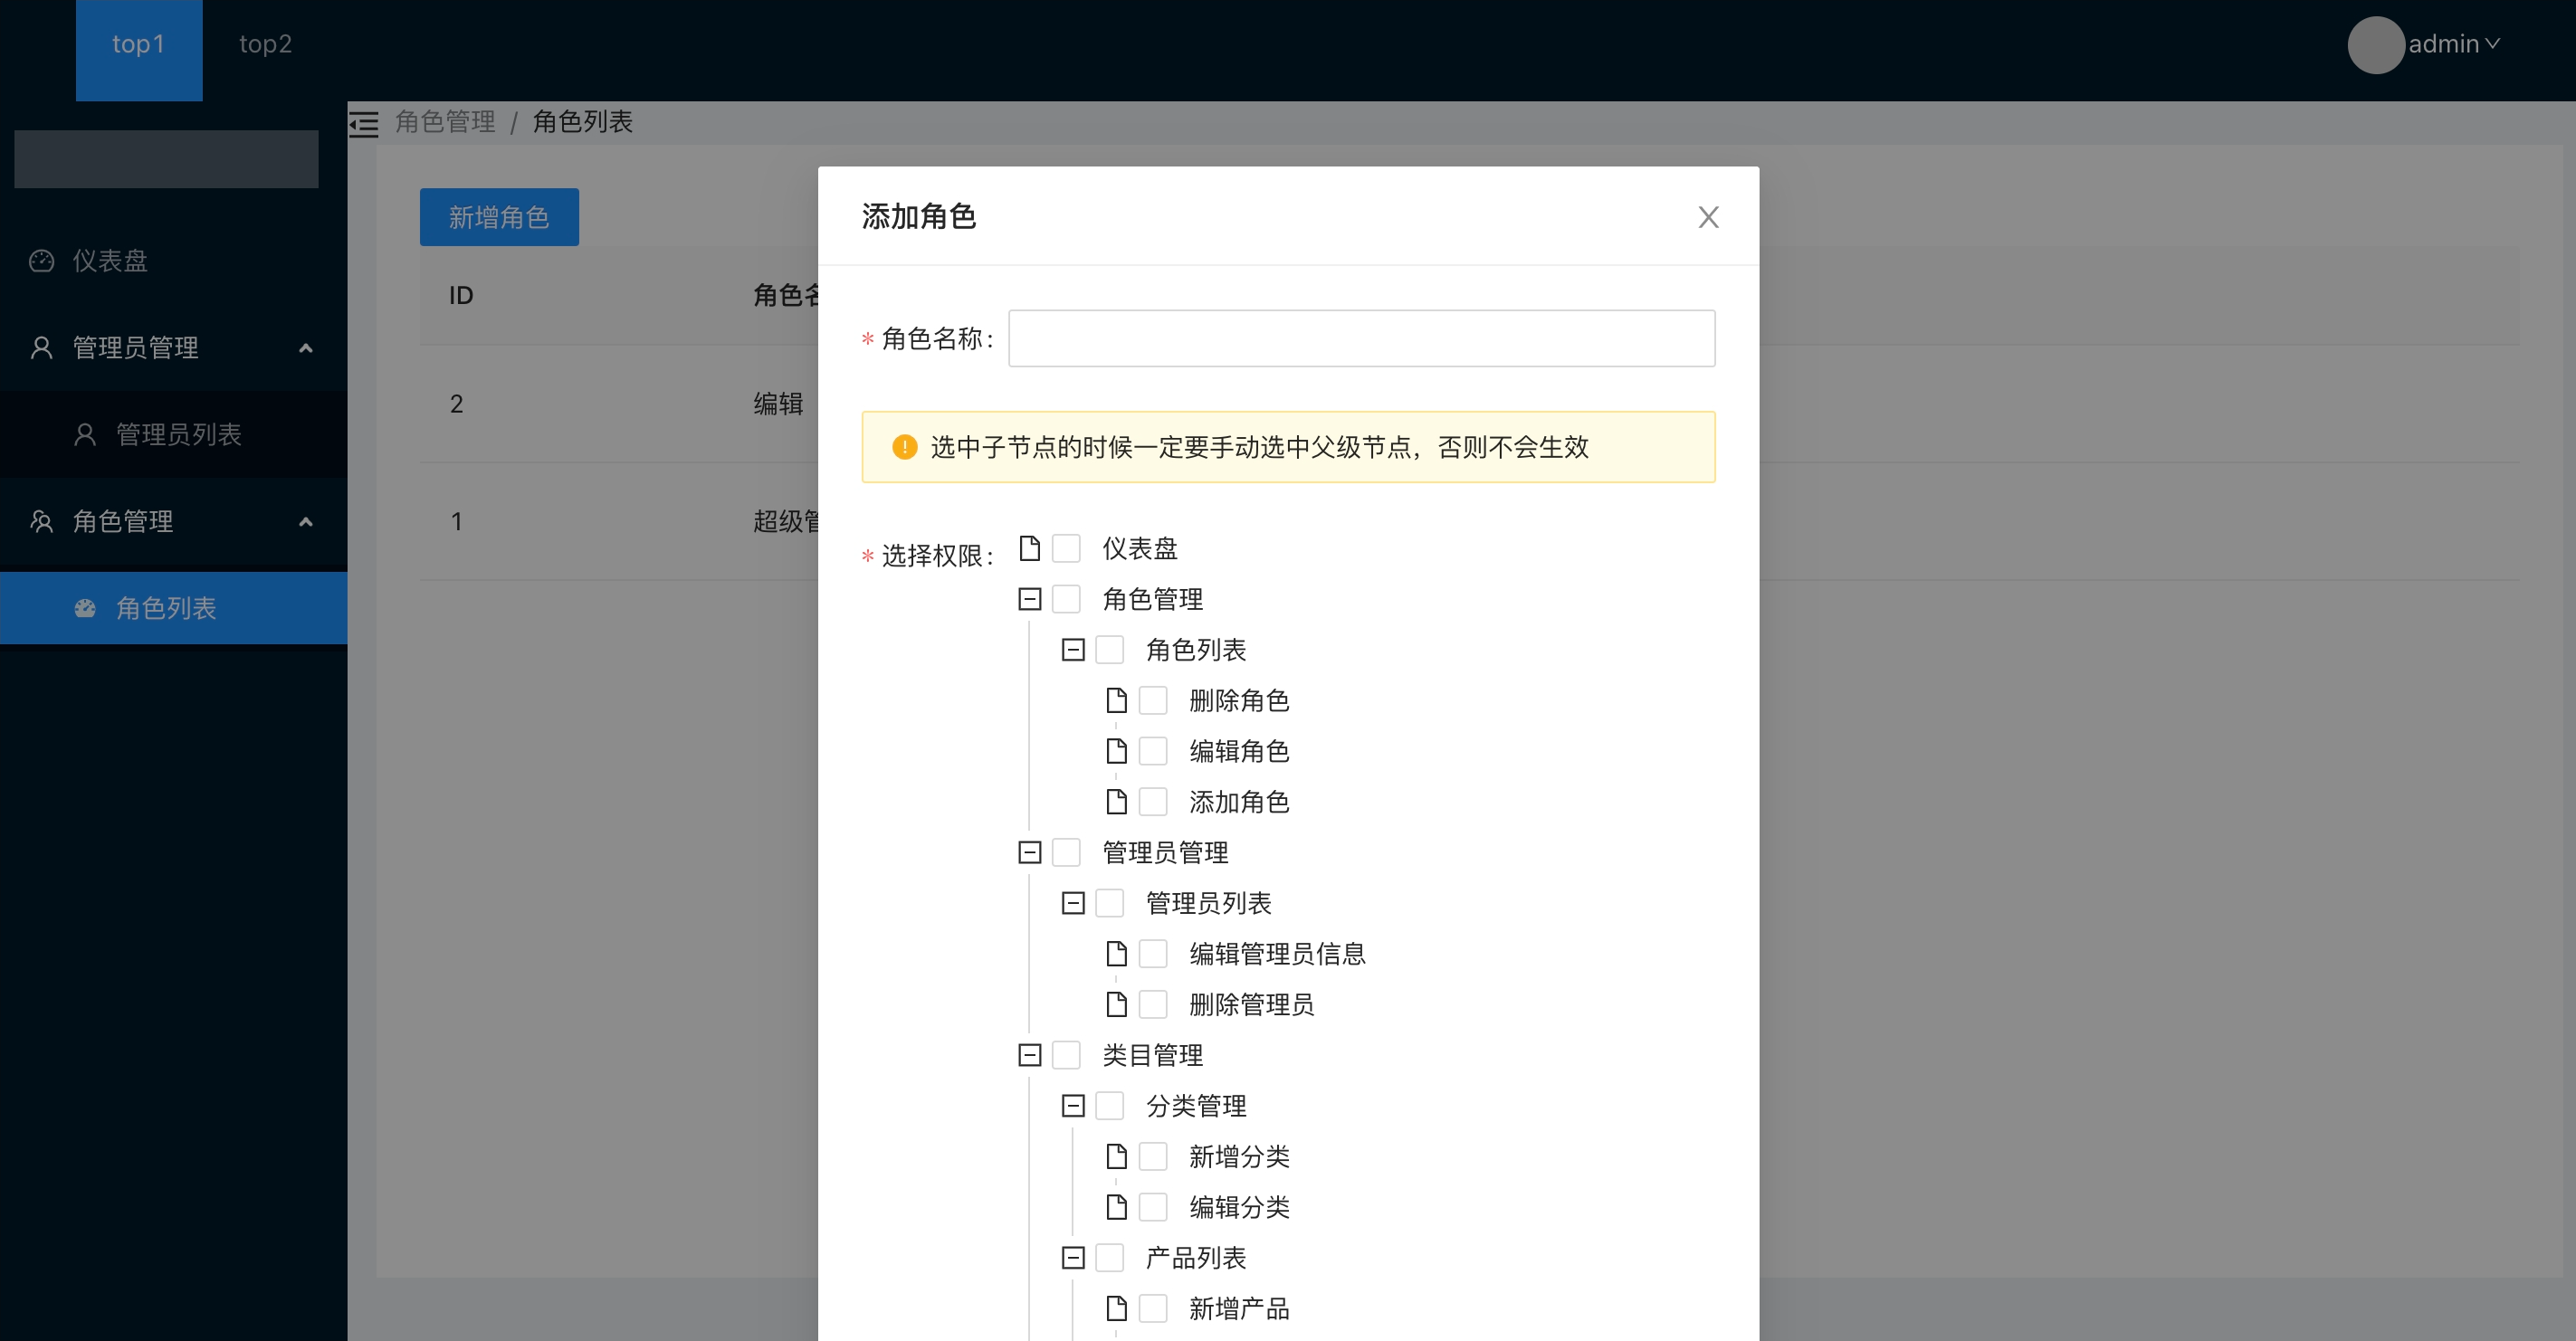 top1 top2 admin
角色管理 / 角色列表
仪表盘
管理员管理
管理员列表
角色管理
角色列表
新增角色
ID 角色名
2 编辑
1 超级管
添加角色
* 角色名称:
选中子节点的时候一定要手动选中父级节点，否则不会生效
* 选择权限:
仪表盘
角色管理
角色列表
删除角色
编辑角色
添加角色
管理员管理
管理员列表
编辑管理员信息
删除管理员
类目管理
分类管理
新增分类
编辑分类
产品列表
新增产品